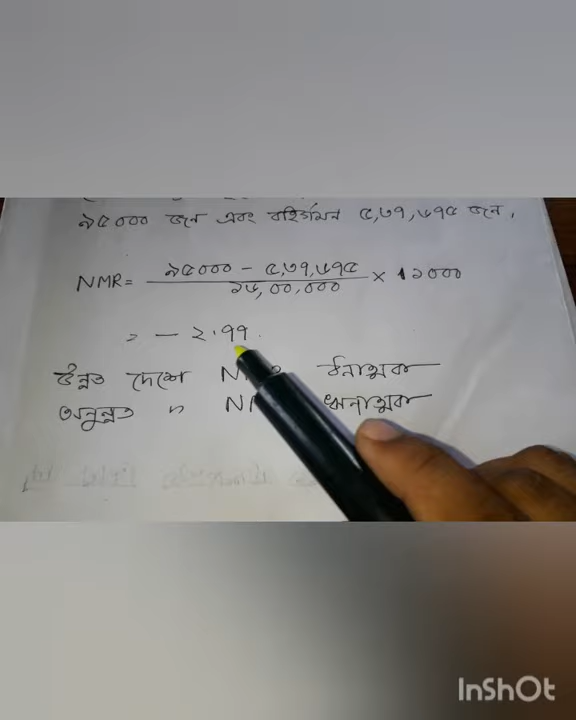 ৯৫০০০ জন এবং বহির্গমন ৫,৩৭,৬৭৫ জন,
NMR= ৯৫০০০ - ৫,৩৭,৬৭৫ / ১৬,০০,০০০ × ১০০০
= - ২.৭৭.
উন্নত দেশে ধনাত্মক
অনুন্নত " ঋনাত্মক
InShOt